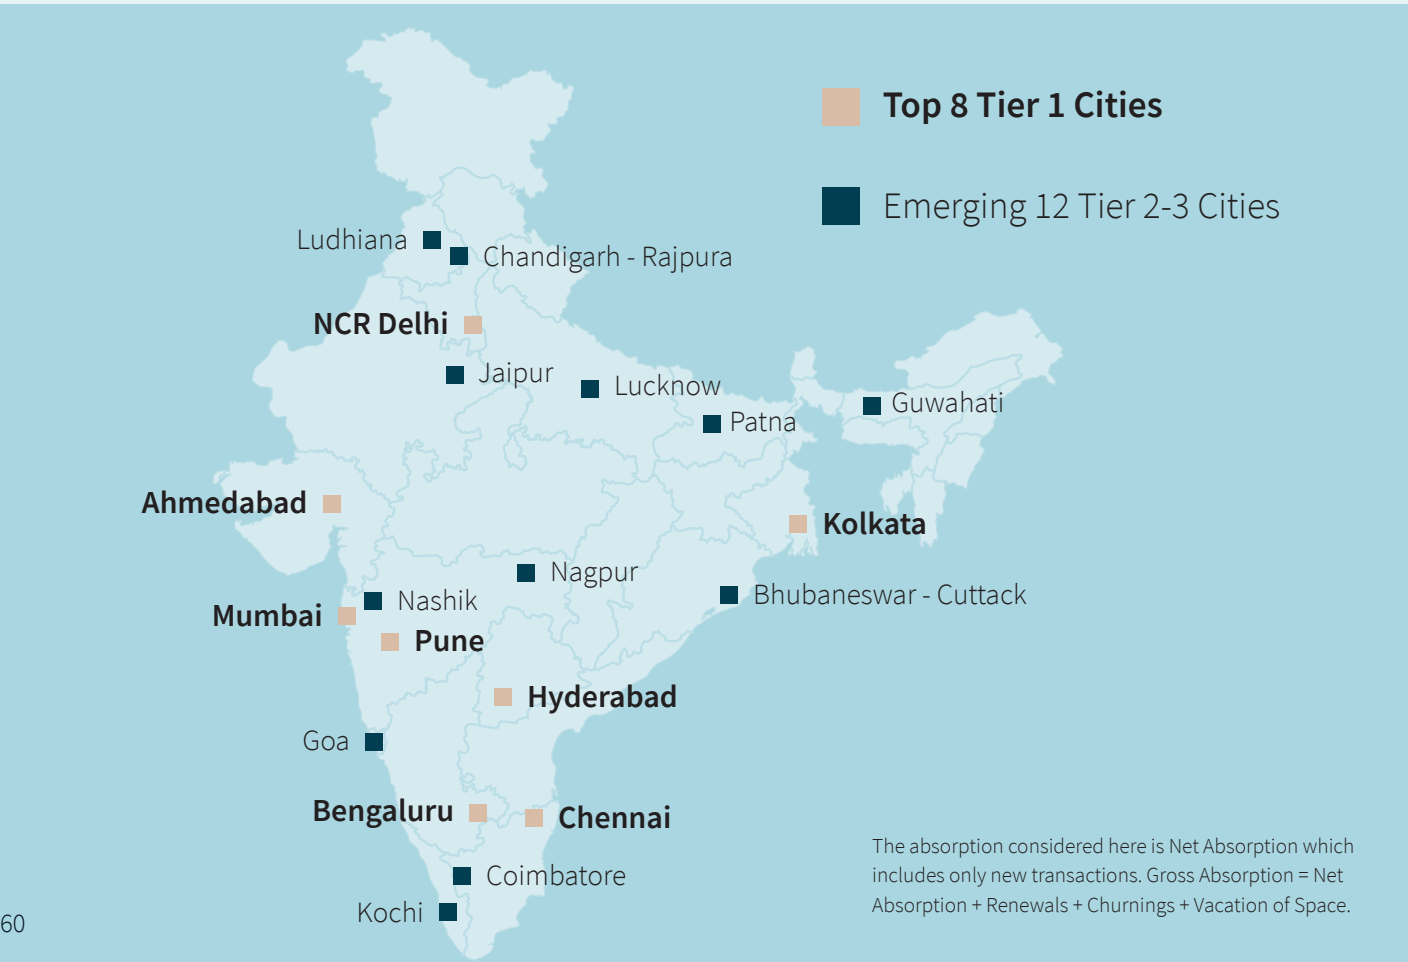 Top 8 Tier 1 Cities
Emerging 12 Tier 2-3 Cities
Ludhiana
Chandigarh - Rajpura
NCR Delhi
Jaipur
Lucknow
Guwahati
Patna
Ahmedabad
Kolkata
Nagpur
Bhubaneswar - Cuttack
Nashik
Mumbai
Pune
Hyderabad
Goa
Bengaluru
Chennai
Coimbatore
Kochi
The absorption considered here is Net Absorption which
includes only new transactions. Gross Absorption = Net
Absorption + Renewals + Churnings + Vacation of Space.
60